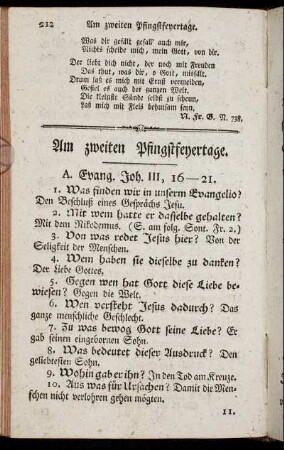 212 Am zweiten Pfingstfeyertage.
Was dir gefällt gefall' auch mir,
Nichts scheide mich, mein Gott, von dir.
Der liebt dich nicht, der noch mit Freuden
Das thut, was dir, o Gott, misfällt.
Drum laß es mich mit Ernst vermeiden,
Gefiel es auch der ganzen Welt.
Die kleinste Sünde selbst zu scheun,
Laß mich mit Fleis behutsam seyn.
N. Fr. G. N. 738.
Am zweiten Pfingstfeyertage.
A. Evang. Joh. III, 16—21.
1. Was finden wir in unserm Evangelio?
Den Beschluß eines Gesprächs Jesu.
2. Mit wem hatte er dasselbe gehalten?
Mit dem Nikodemus. (S. am folg. Sont. Fr. 2.)
3. Von was redet Jesus hier? Von der
Seligkeit der Menschen.
4. Wem haben sie dieselbe zu danken?
Der Liebe Gottes.
5. Gegen wen hat Gott diese Liebe be-
wiesen? Gegen die Welt.
6. Wen versteht Jesus dadurch? Das
ganze menschliche Geschlecht.
7. Zu was bewog Gott seine Liebe? Er
gab seinen eingebornen Sohn.
8. Was bedeutet dieser Ausdruck? Den
geliebtesten Sohn.
9. Wohin gab er ihn? In den Tod am Kreuze.
10. Aus was für Ursachen? Damit die Men-
schen nicht verlohren gehen mögten.
11.